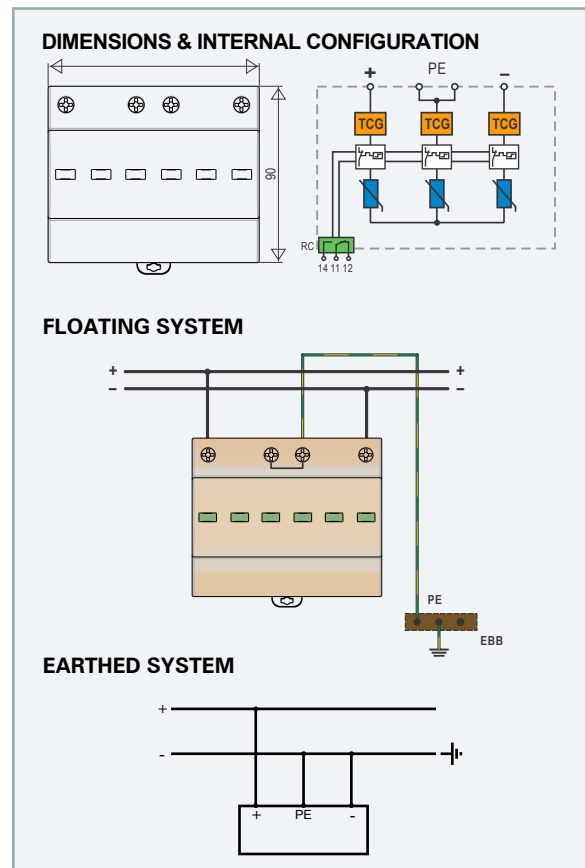 DIMENSIONS & INTERNAL CONFIGURATION
+ PE –
TCG TCG TCG
90
RC
14 11 12
FLOATING SYSTEM
+ +
– –
PE
EBB
EARTHED SYSTEM
+
-
+ PE -